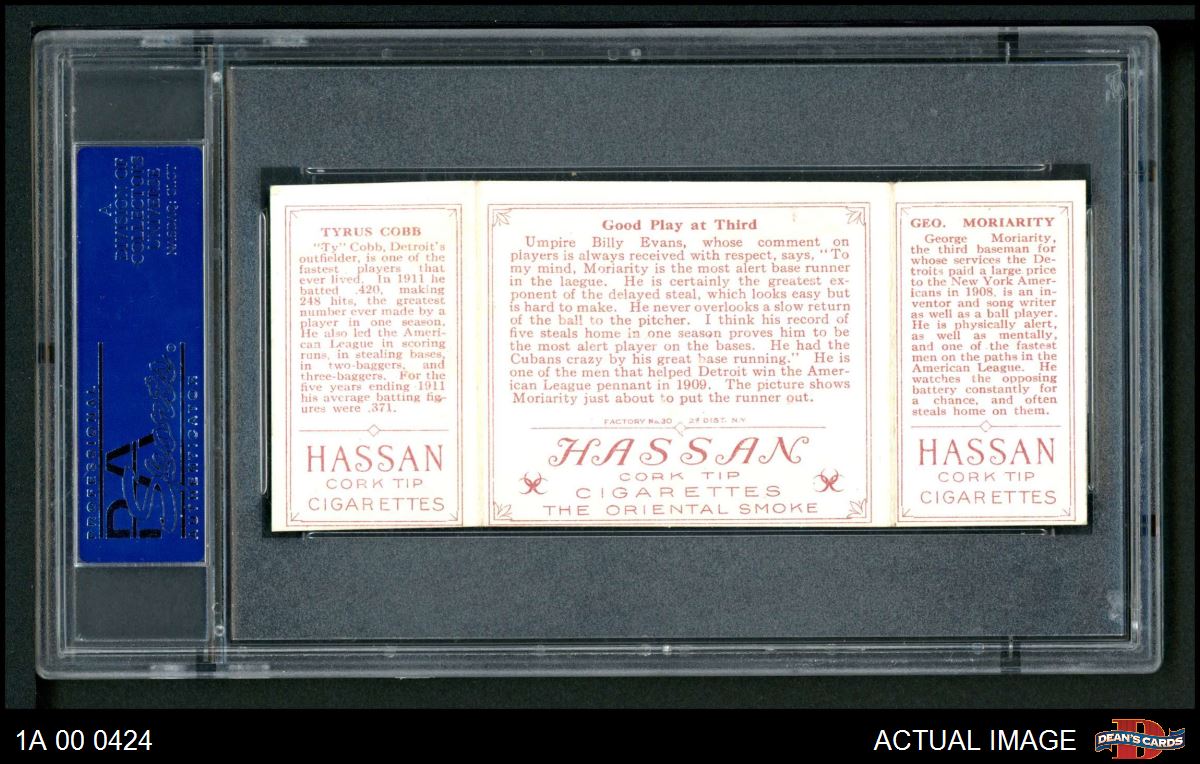 A
DIVISION OF
COLLECTORS
UNIVERSE
NASDAQ: CLCT
PROFESSIONAL
PSA
Sports
AUTHENTICATOR
TYRUS COBB
"Ty" Cobb, Detroit's
outfielder, is one of the
fastest players that
ever lived. In 1911 he
batted .420, making
248 hits, the greatest
number ever made by a
player in one season.
He also led the Ameri-
can League in scoring
runs, in stealing bases,
in two-baggers, and
three-baggers. For the
five years ending 1911
his average batting fig-
ures were .371.
HASSAN
CORK TIP
CIGARETTES
Good Play at Third
Umpire Billy Evans, whose comment on
players is always received with respect, says, "To
my mind, Moriarity is the most alert base runner
in the laegue. He is certainly the greatest ex-
ponent of the delayed steal, which looks easy but
is hard to make. He never overlooks a slow return
of the ball to the pitcher. I think his record of
five steals home in one season proves him to be
the most alert player on the bases. He had the
Cubans crazy by his great base running." He is
one of the men that helped Detroit win the Amer-
ican League pennant in 1909. The picture shows
Moriarity just about to put the runner out.
FACTORY No.30 2d DIST. N.Y
HASSAN
CORK TIP
CIGARETTES
THE ORIENTAL SMOKE
GEO. MORIARITY
George Moriarity,
the third baseman for
whose services the De-
troits paid a large price
to the New York Amer-
icans in 1908, is an in-
ventor and song writer
as well as a ball player.
He is physically alert,
as well as mentally,
and one of the fastest
men on the paths in the
American League. He
watches the opposing
battery constantly for
a chance, and often
steals home on them.
HASSAN
CORK TIP
CIGARETTES
1A 00 0424
ACTUAL IMAGE
DEAN'S CARDS